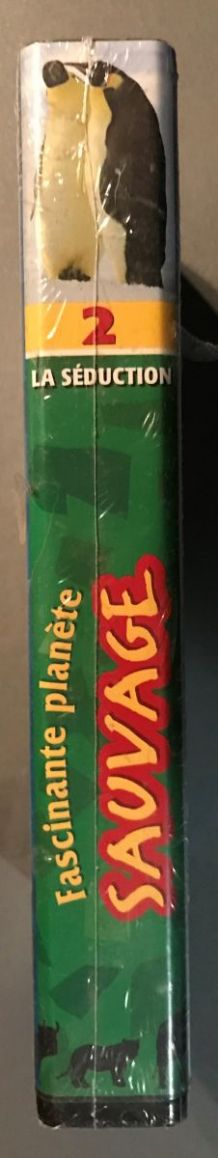 2
LA SÉDUCTION
Fascinante planète
SAUVAGE